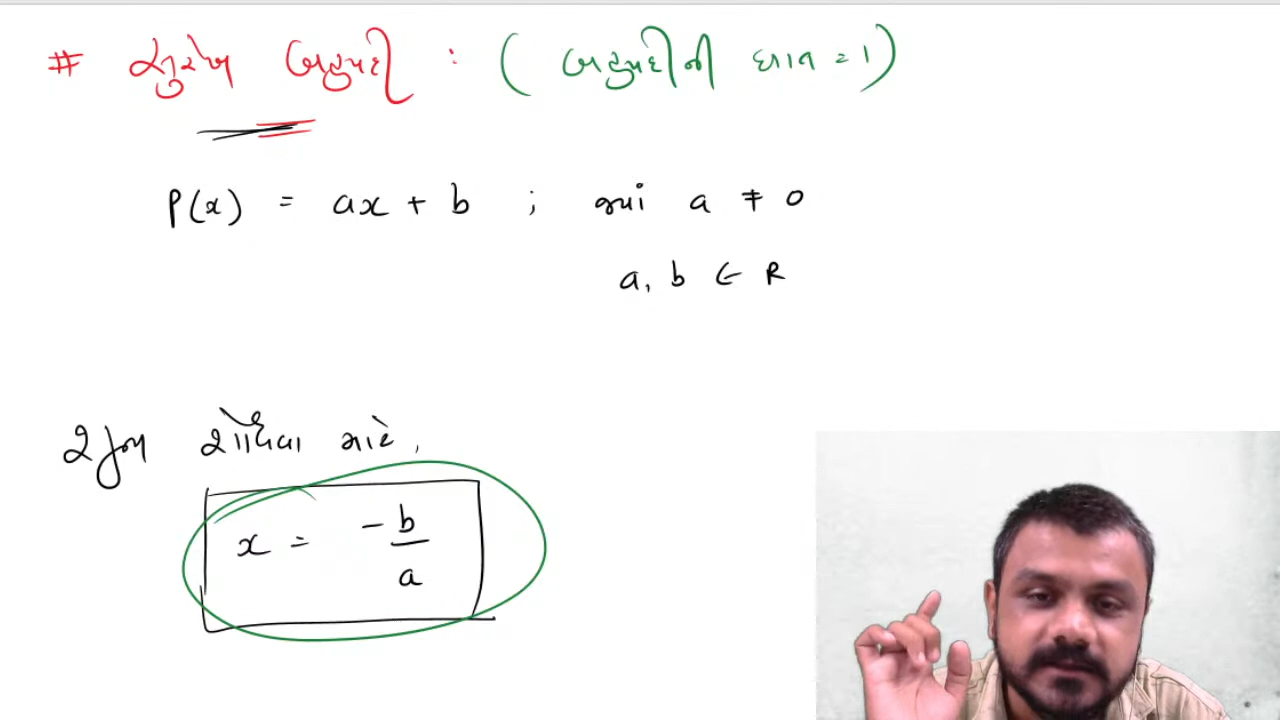 # સુરેખ બહુપદી : ( બહુપદીની ઘાત = 1 )
P(x) = ax + b ; જ્યાં a ≠ 0
a, b ∈ R
શૂન્ય શોધવા માટે,
x = -b/a